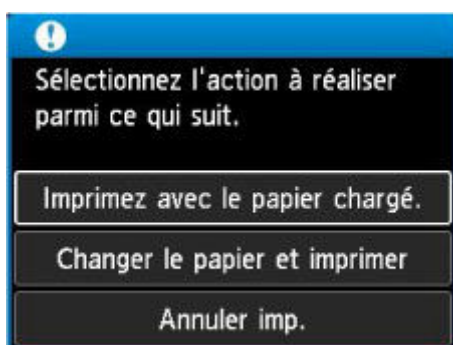 Sélectionnez l'action à réaliser
parmi ce qui suit.
Imprimez avec le papier chargé.
Changer le papier et imprimer
Annuler imp.